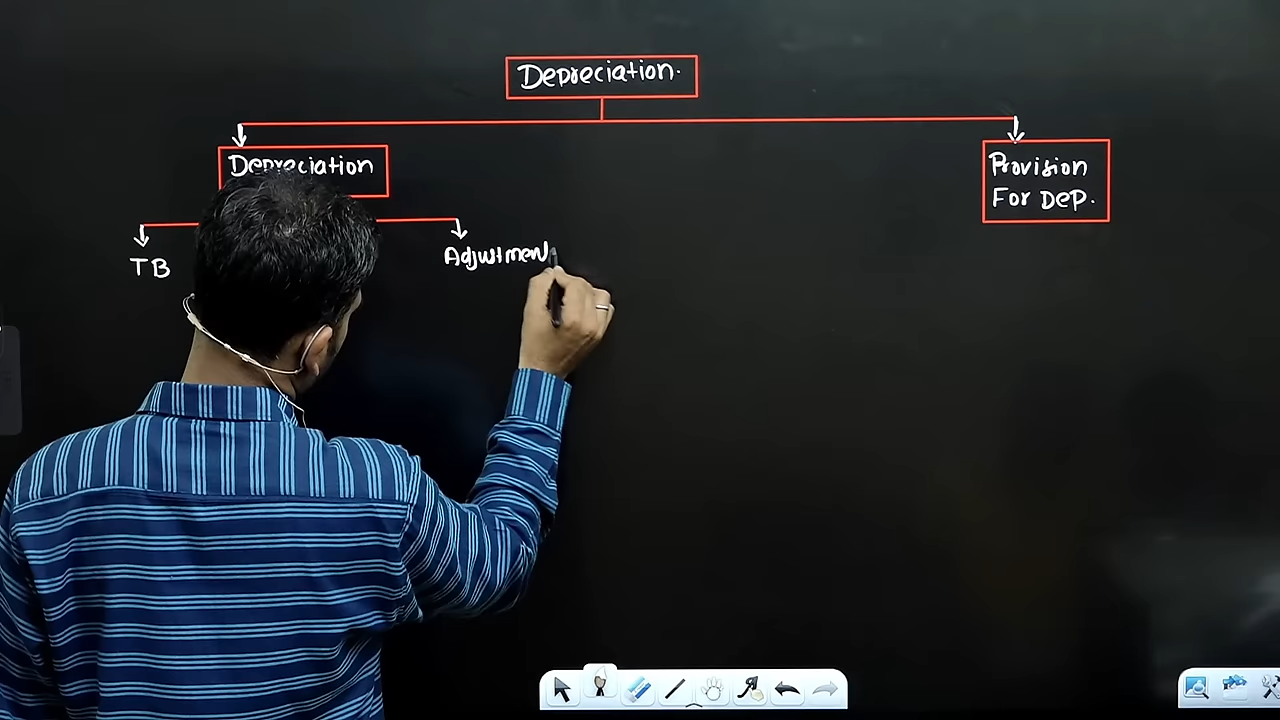 Depreciation.
Depreciation
Provision
For Dep.
TB
Adjustmen